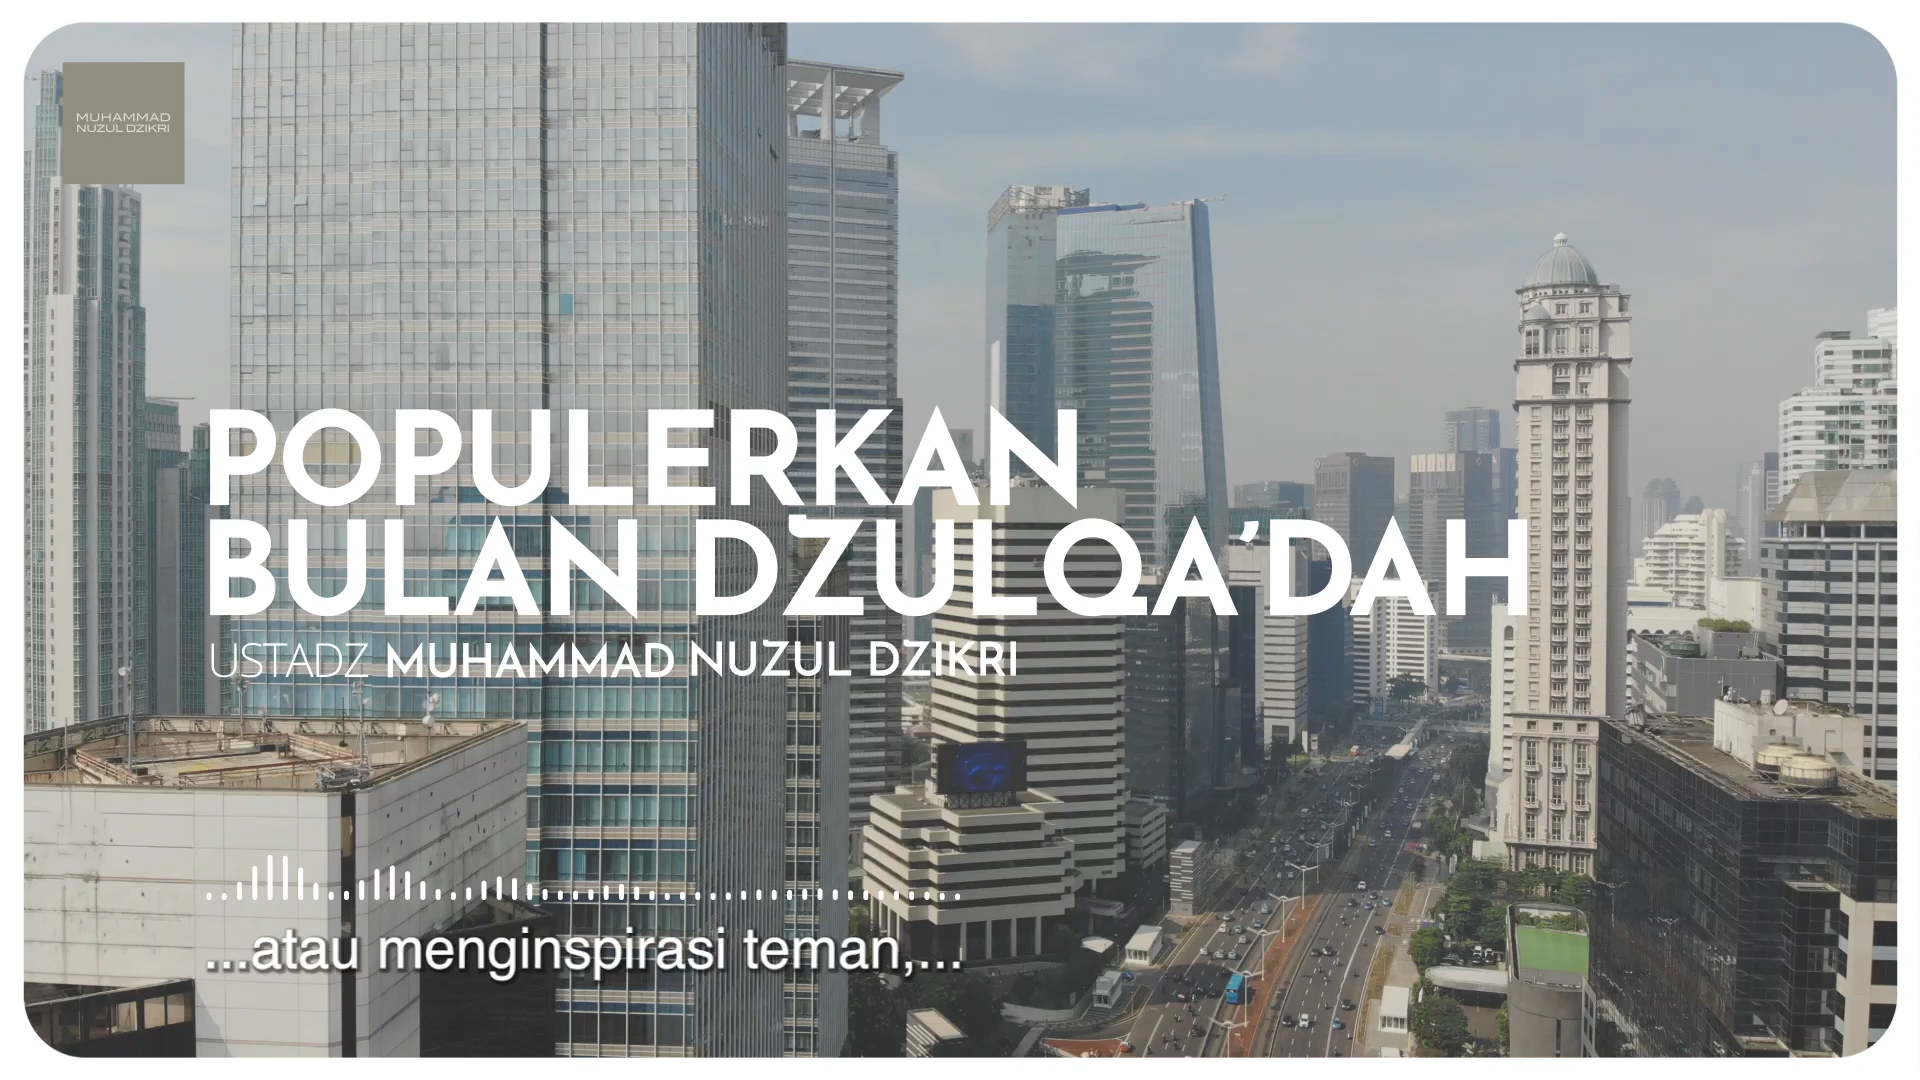 MUHAMMAD
NUZUL DZIKRI
POPULERKAN
BULAN DZULQA'DAH
USTADZ MUHAMMAD NUZUL DZIKRI
...atau menginspirasi teman,...